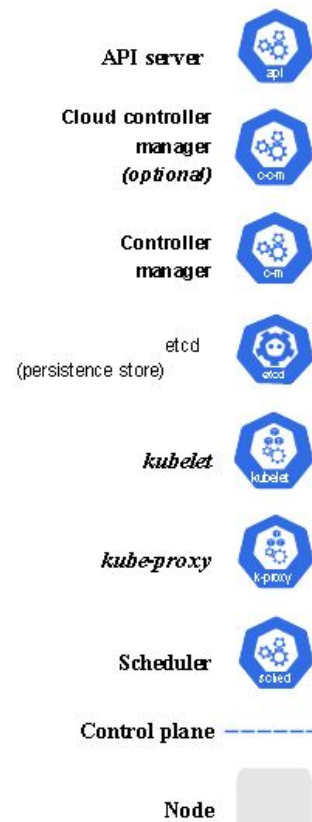 API server
api
Cloud controller
manager
(optional)
c-c-m
Controller
manager
c-m
etcd
(persistence store)
etcd
kubelet
kubelet
kube-proxy
k-proxy
Scheduler
sched
Control plane
Node